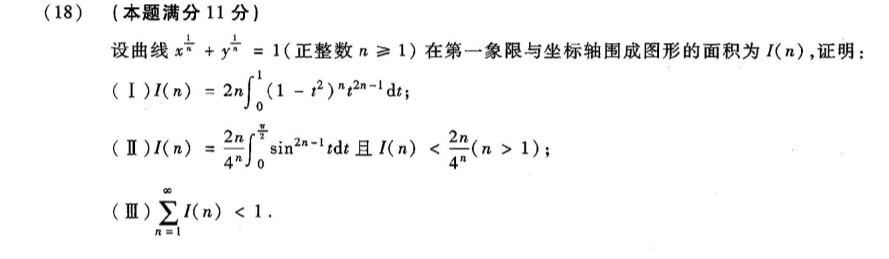 (18) (本题满分 11 分)
设曲线 $x^{\frac{1}{n}} + y^{\frac{1}{n}} = 1$(正整数 $n \geqslant 1$) 在第一象限与坐标轴围成图形的面积为 $I(n)$,证明:
(Ⅰ)$I(n) = 2n\int_0^1 (1 - t^2)^n t^{2n-1} dt$;
(Ⅱ)$I(n) = \frac{2n}{4^n}\int_0^{\frac{\pi}{2}} \sin^{2n-1} t dt$ 且 $I(n) < \frac{2n}{4^n}(n > 1)$;
(Ⅲ)$\sum_{n=1}^{\infty} I(n) < 1$.